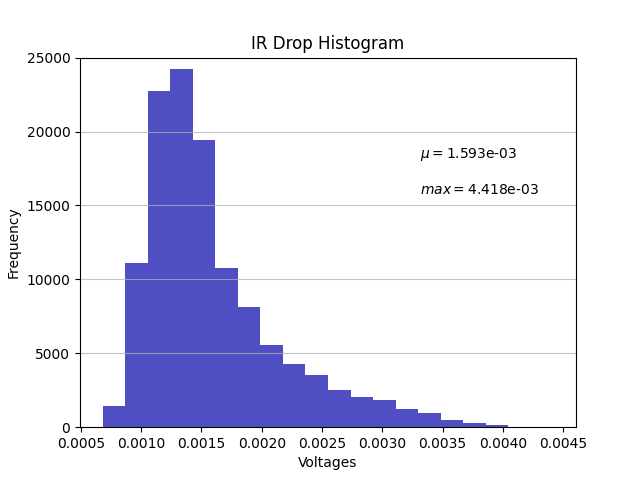 IR Drop Histogram
25000
20000
15000
10000
5000
0
Frequency
μ = 1.593e-03
max = 4.418e-03
0.0005 0.0010 0.0015 0.0020 0.0025 0.0030 0.0035 0.0040 0.0045
Voltages